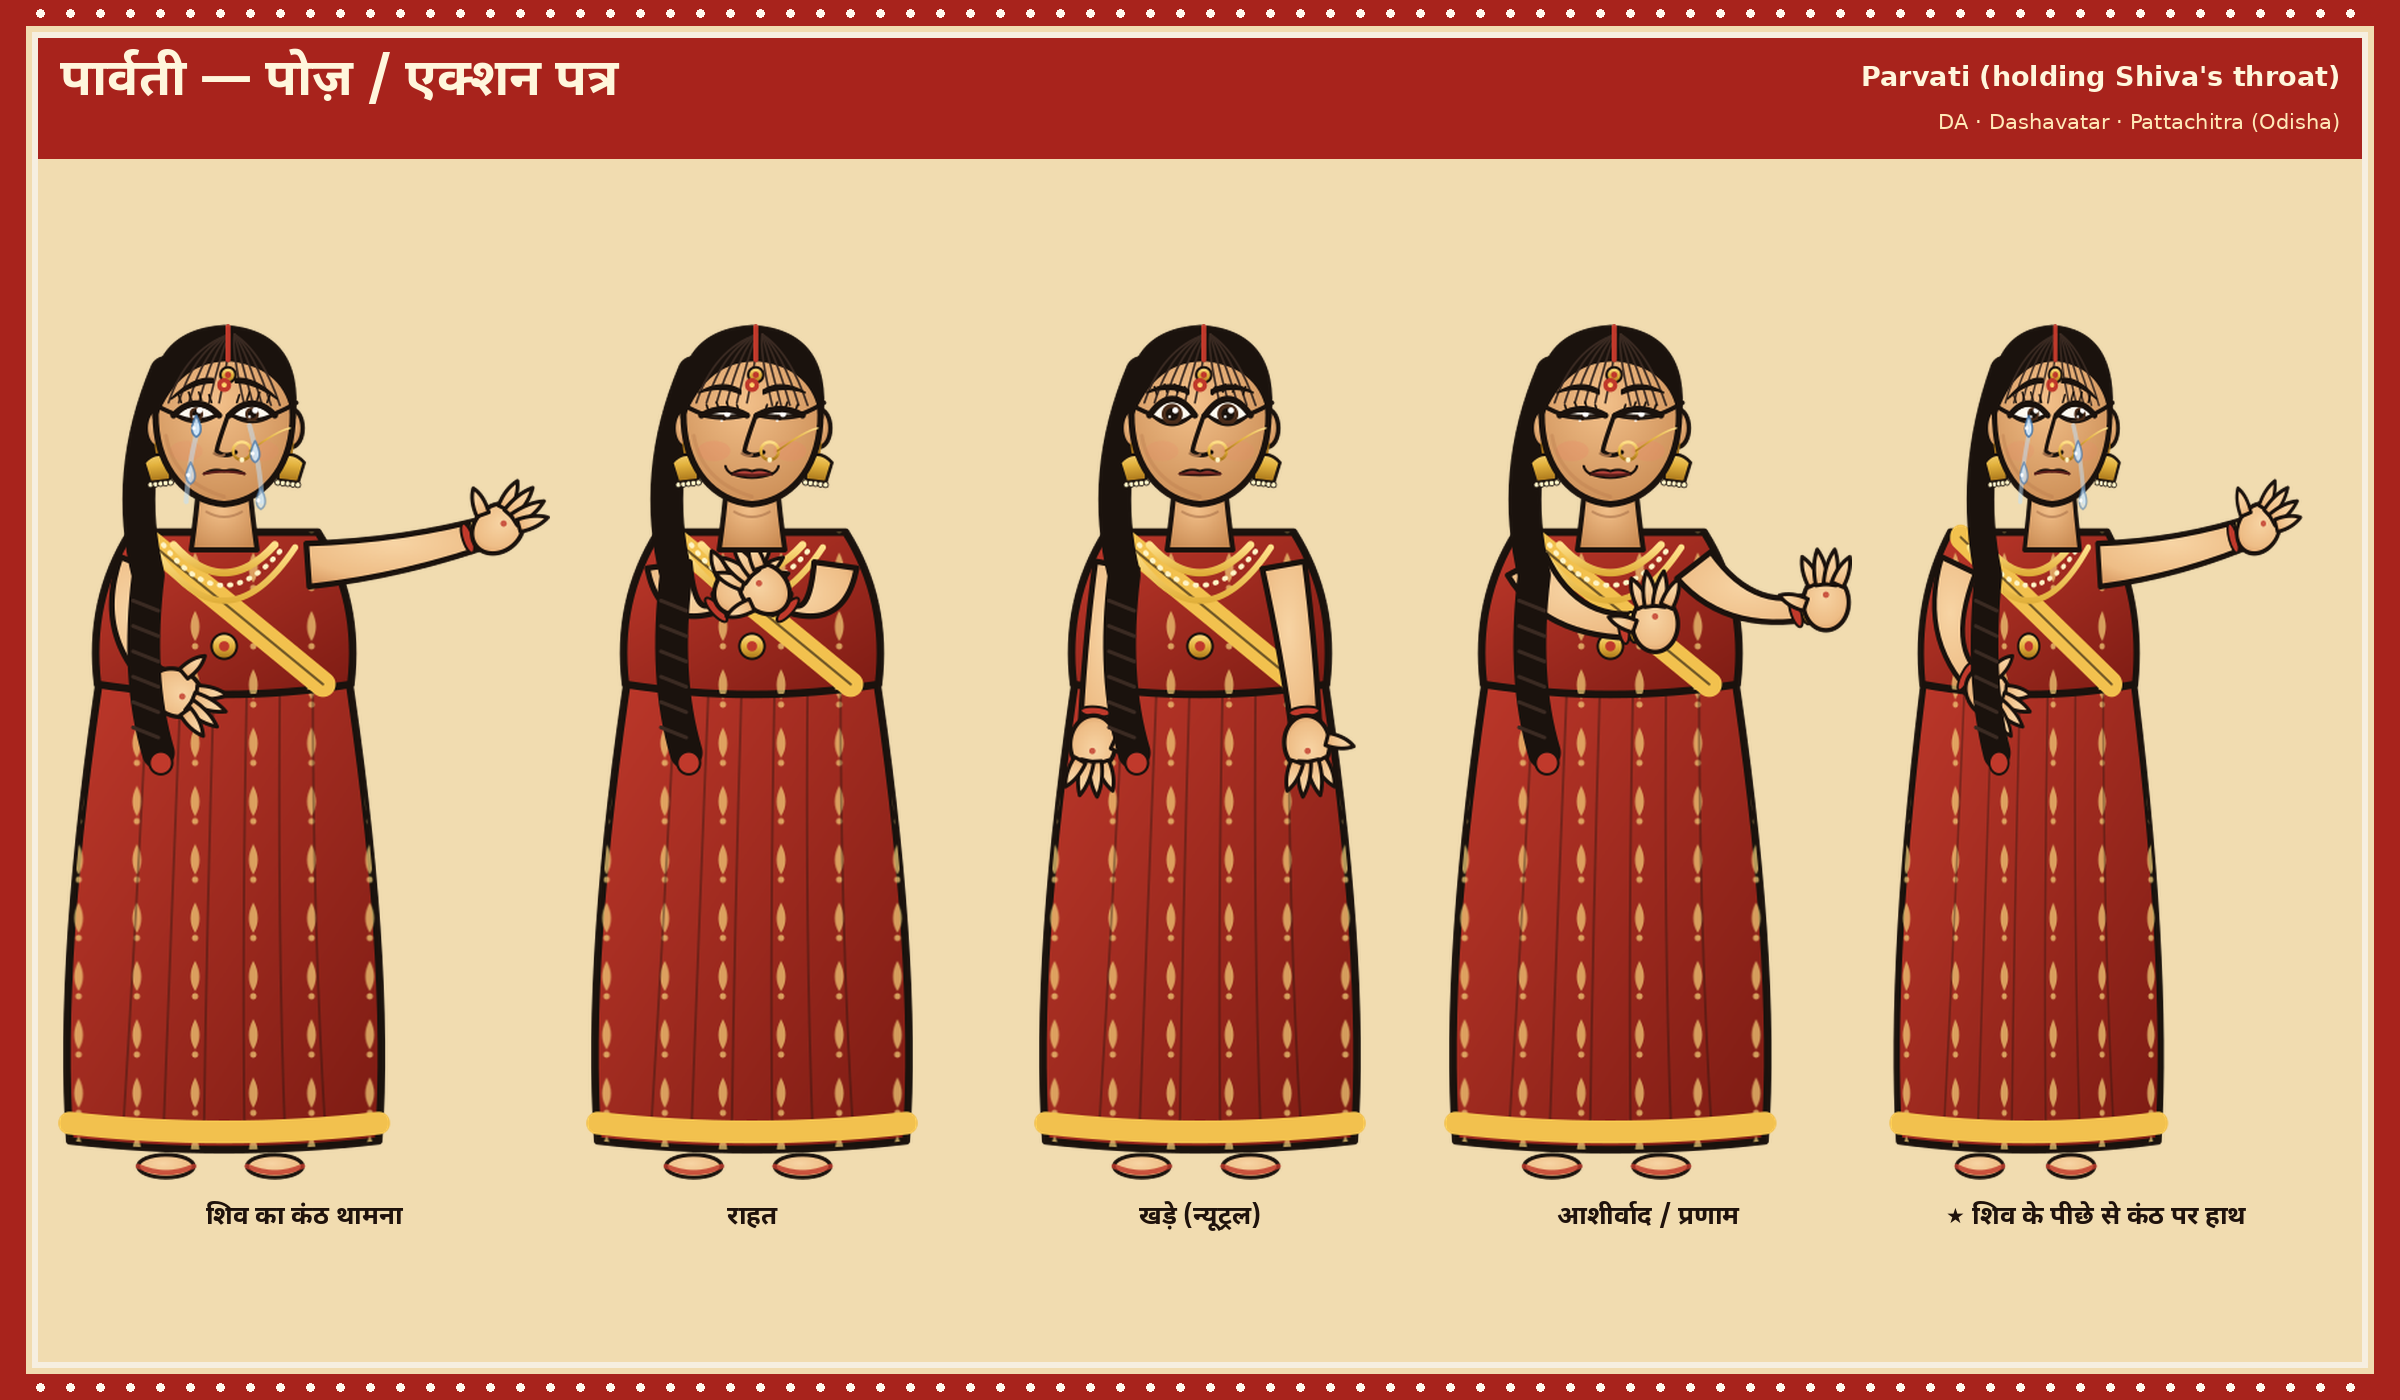 पार्वती — पोज़ / एक्शन पत्र
Parvati (holding Shiva's throat)
DA · Dashavatar · Pattachitra (Odisha)
शिव का कंठ थामना
राहत
खड़े (न्यूट्रल)
आशीर्वाद / प्रणाम
★ शिव के पीछे से कंठ पर हाथ